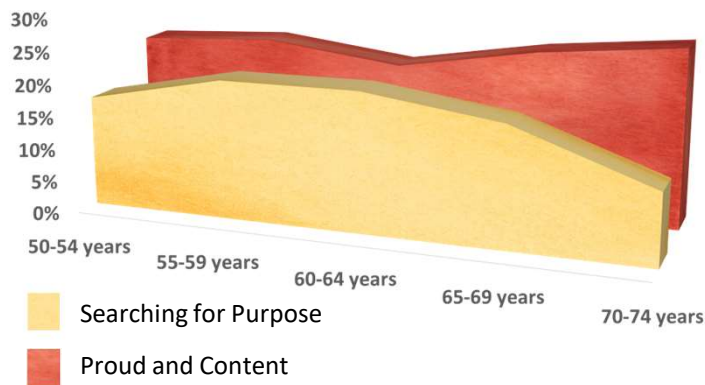 30%
25%
20%
15%
10%
5%
0%
50-54 years
55-59 years
60-64 years
65-69 years
70-74 years
Searching for Purpose
Proud and Content